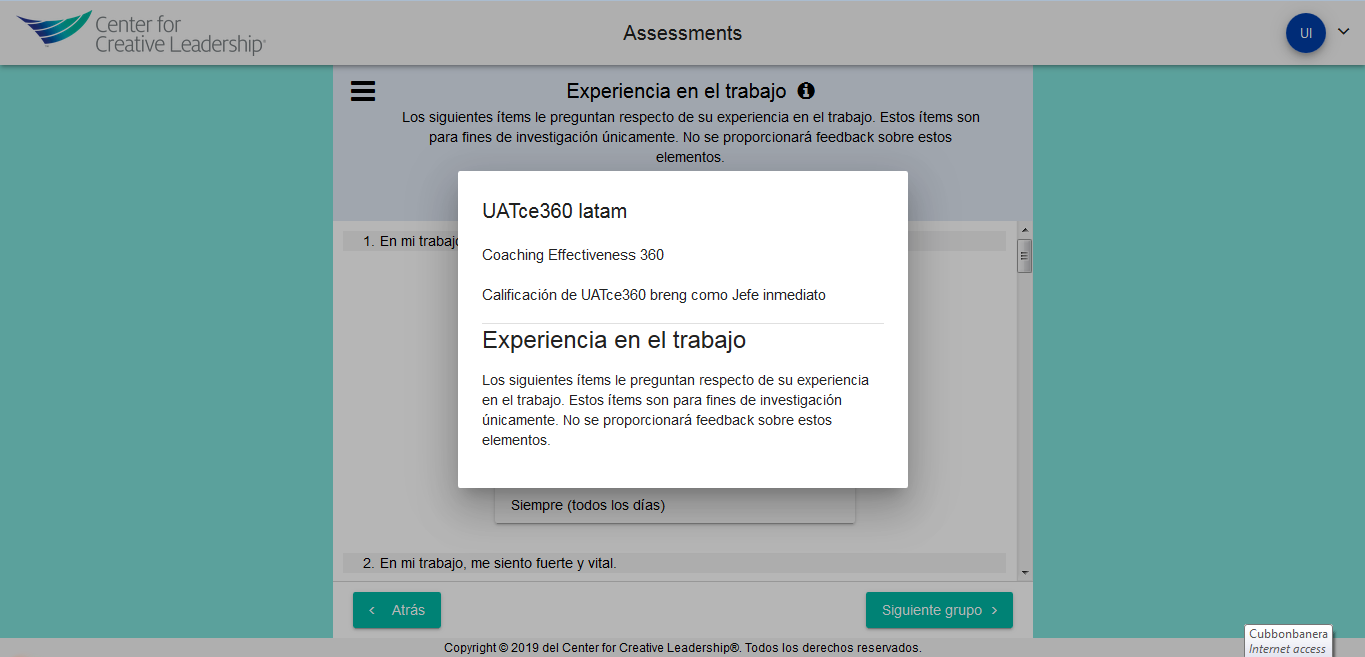 Center for
Creative Leadership®
Assessments
UI
Experiencia en el trabajo
Los siguientes ítems le preguntan respecto de su experiencia en el trabajo. Estos ítems son
para fines de investigación únicamente. No se proporcionará feedback sobre estos
elementos.
UATce360 latam
Coaching Effectiveness 360
Calificación de UATce360 breng como Jefe inmediato
Experiencia en el trabajo
Los siguientes ítems le preguntan respecto de su experiencia
en el trabajo. Estos ítems son para fines de investigación
únicamente. No se proporcionará feedback sobre estos
elementos.
1. En mi trabajo
Siempre (todos los días)
2. En mi trabajo, me siento fuerte y vital.
Atrás
Siguiente grupo
Copyright © 2019 del Center for Creative Leadership®. Todos los derechos reservados.
Cubbonbanera
Internet access